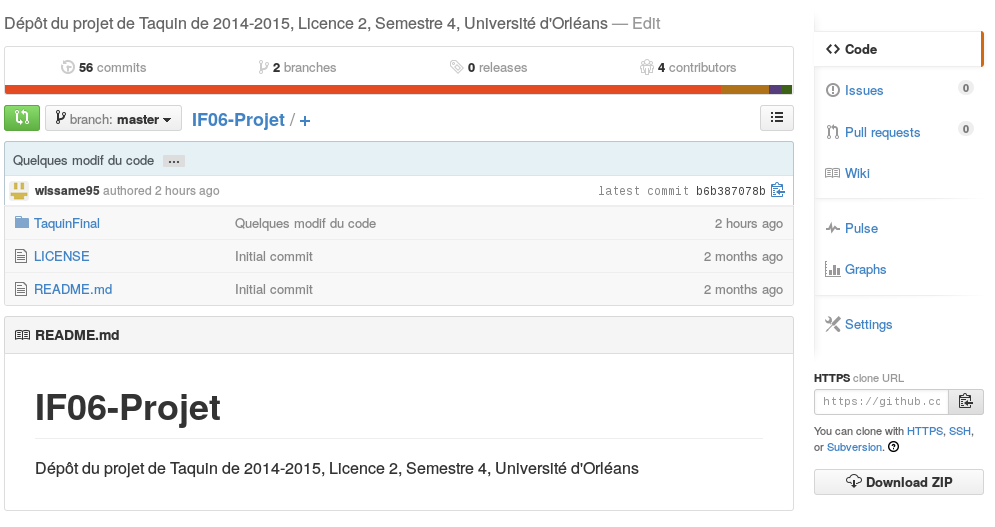 Dépôt du projet de Taquin de 2014-2015, Licence 2, Semestre 4, Université d'Orléans — Edit
56 commits
2 branches
0 releases
4 contributors
branch: master
IF06-Projet / +
Quelques modif du code ...
wissame95 authored 2 hours ago
latest commit b6b387078b
TaquinFinal Quelques modif du code 2 hours ago
LICENSE Initial commit 2 months ago
README.md Initial commit 2 months ago
README.md
IF06-Projet
Dépôt du projet de Taquin de 2014-2015, Licence 2, Semestre 4, Université d'Orléans
Code
Issues 0
Pull requests 0
Wiki
Pulse
Graphs
Settings
HTTPS clone URL
https://github.cc
You can clone with HTTPS, SSH,
or Subversion.
Download ZIP